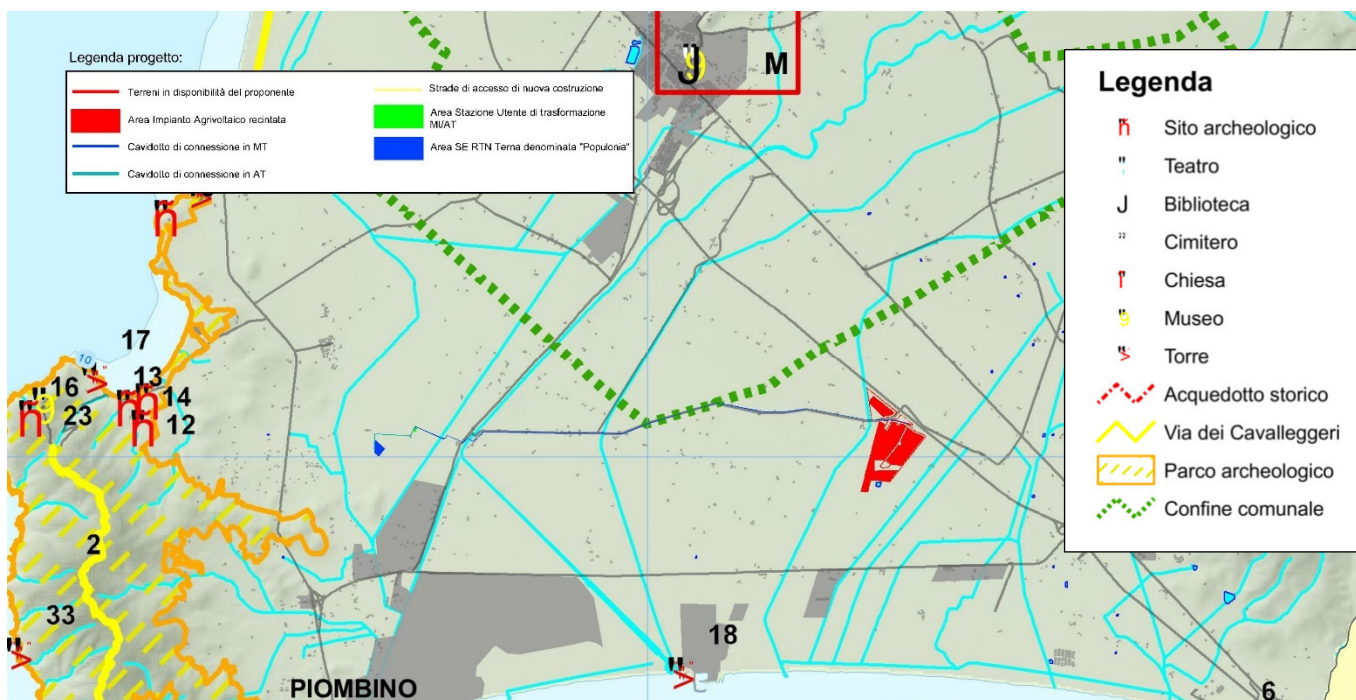 Legenda progetto:
Terreni in disponibilità del proponente
Strade di accesso di nuova costruzione
Area Impianto Agrivoltaico recintata
Area Stazione Utente di trasformazione
MI/AT
Cavidotto di connessione in MT
Area SE RTN Terna denominata "Populonia"
Cavidotto di connessione in AT
J
9
M
Legenda
ñ Sito archeologico
Teatro
J Biblioteca
Cimitero
Chiesa
9 Museo
Torre
Acquedotto storico
Via dei Cavalleggeri
Parco archeologico
Confine comunale
ñ
17
10
16
13
14
23
12
2
33
18
PIOMBINO
6